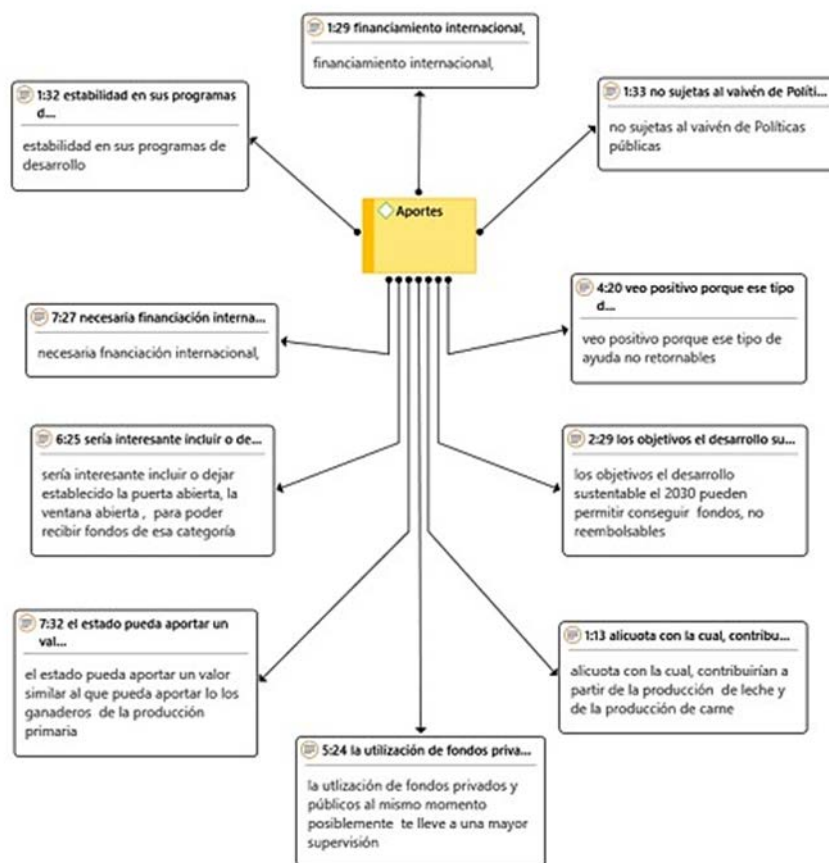 1:29 financiamiento internacional,
financiamiento internacional,
1:32 estabilidad en sus programas
d...
estabilidad en sus programas de
desarrollo
1:33 no sujetas al vaivén de Políti...
no sujetas al vaivén de Políticas
públicas
Aportes
7:27 necesaria financiación interna...
necesaria fnanciación internacional,
4:20 veo positivo porque ese tipo
d...
veo positivo porque ese tipo de
ayuda no retornables
6:25 sería interesante incluir o de...
sería interesante incluir o dejar
establecido la puerta abierta, la
ventana abierta , para poder
recibir fondos de esa categoría
2:29 los objetivos el desarrollo su...
los objetivos el desarrollo
sustentable el 2030 pueden
permitir conseguir fondos, no
reembolsables
7:32 el estado pueda aportar un
val...
el estado pueda aportar un valor
similar al que pueda aportar lo los
ganaderos de la producción
primaria
1:13 alicuota con la cual, contribu...
alicuota con la cual, contribuirían a
partir de la producción de leche y
de la producción de carne
5:24 la utilización de fondos priva...
la utlización de fondos privados y
públicos al mismo momento
posiblemente te lleve a una mayor
supervisión